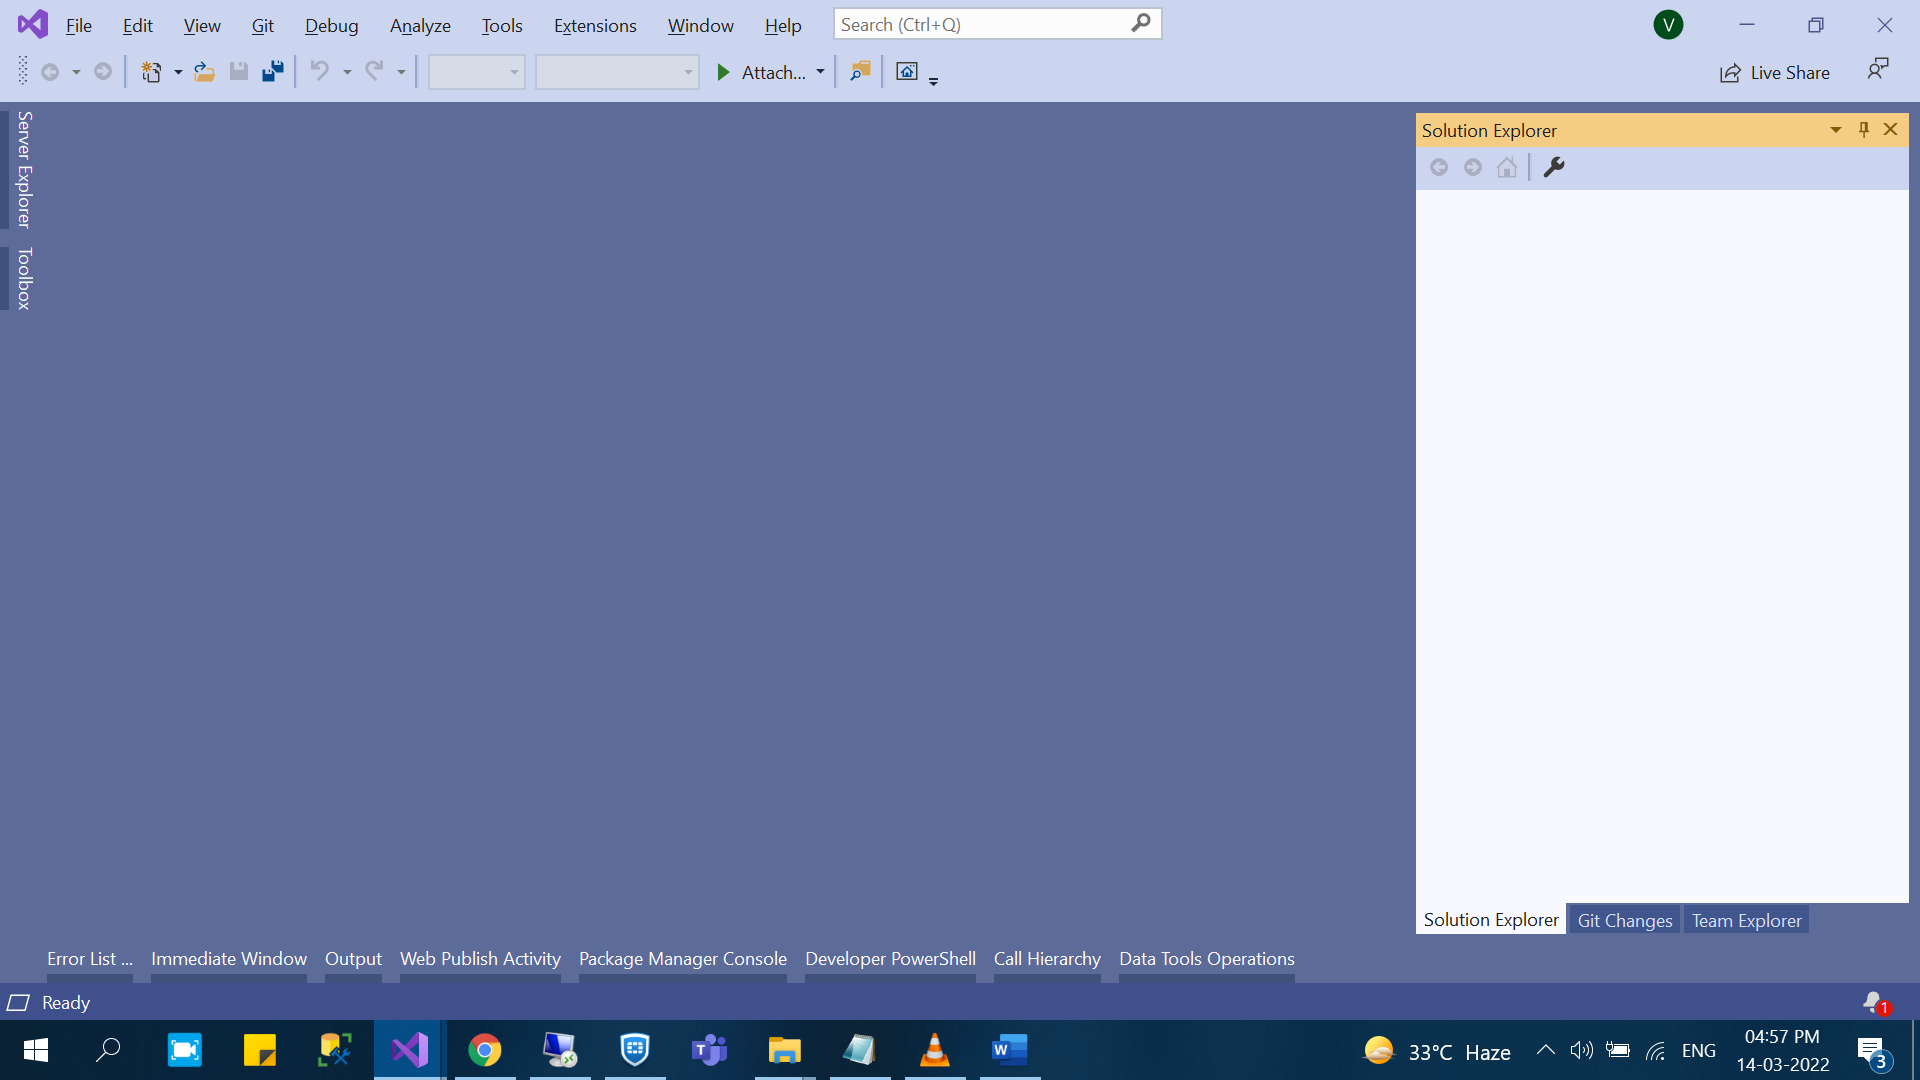 File Edit View Git Debug Analyze Tools Extensions Window Help Search (Ctrl+Q) V
Attach... Live Share
Server Explorer
Toolbox
Solution Explorer
Solution Explorer Git Changes Team Explorer
Error List ... Immediate Window Output Web Publish Activity Package Manager Console Developer PowerShell Call Hierarchy Data Tools Operations
Ready 1
33°C Haze ENG 04:57 PM
14-03-2022 3